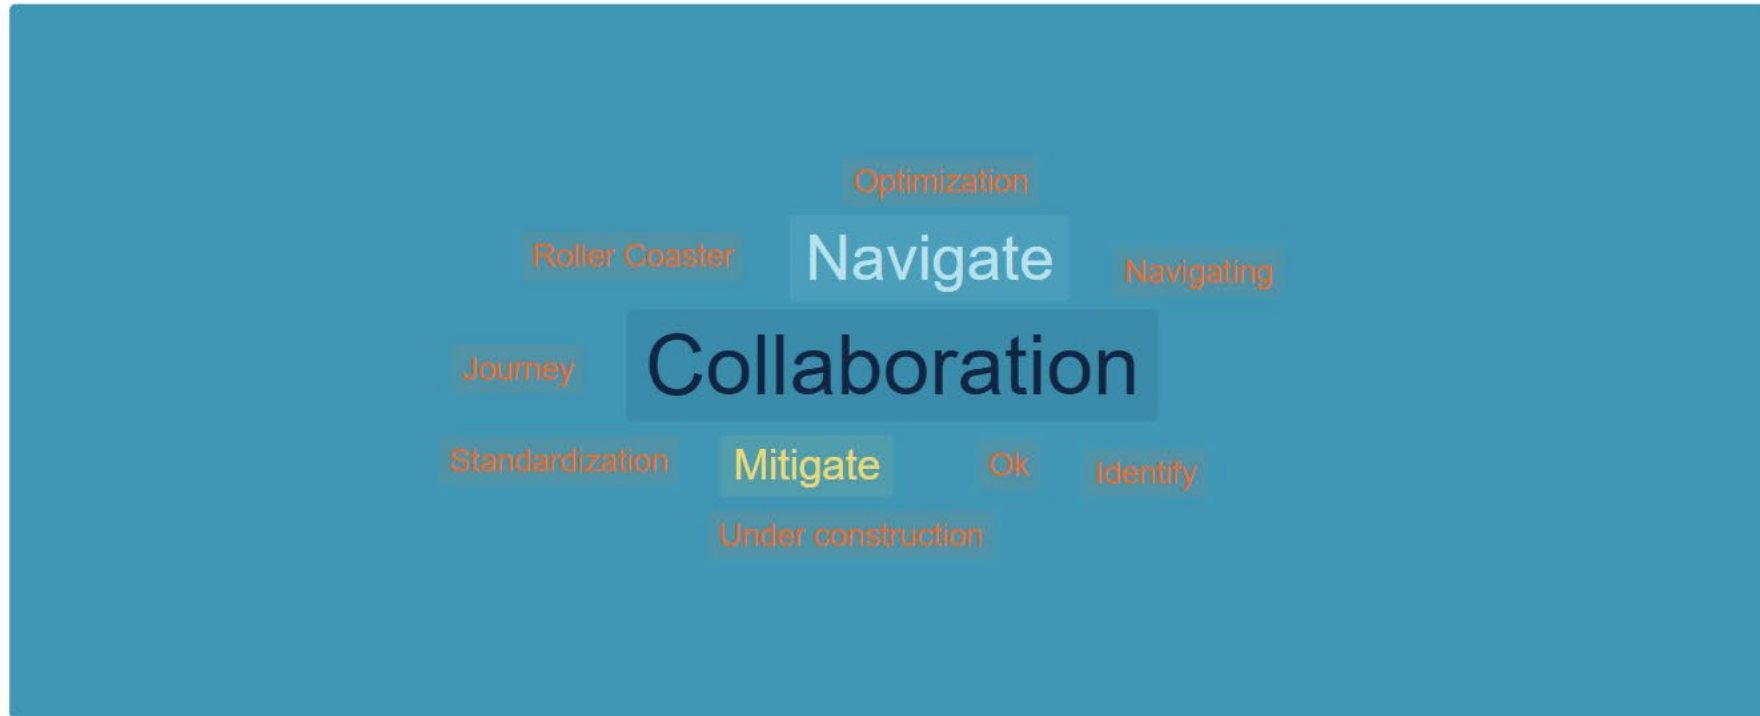 Optimization
Roller Coaster
Navigate
Navigating
Collaboration
Journey
Standardization
Mitigate
Ok
Identify
Under construction